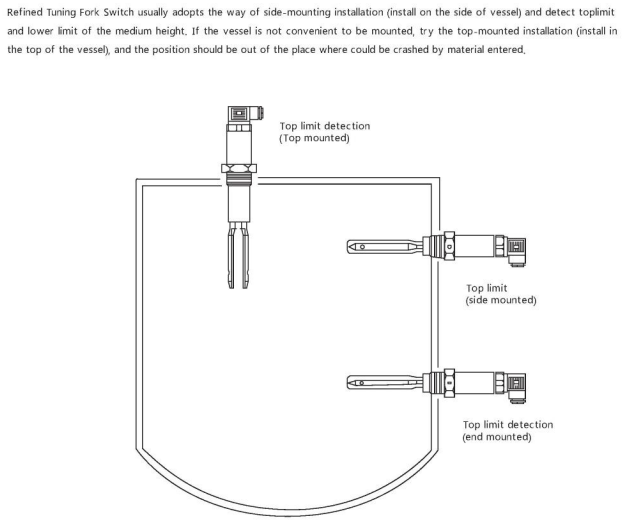 Refined Tuning Fork Switch usually adopts the way of side-mounting installation (install on the side of vessel) and detect toplimit
and lower limit of the medium height. If the vessel is not convenient to be mounted, try the top-mounted installation (install in
the top of the vessel), and the position should be out of the place where could be crashed by material entered.
Top limit detection
(Top mounted)
Top limit
(side mounted)
Top limit detection
(end mounted)